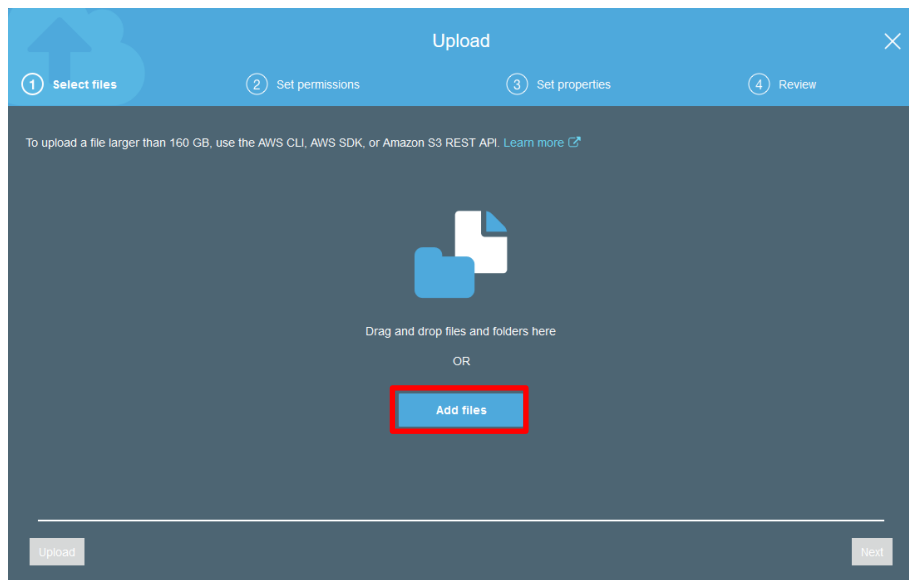 Upload
1 Select files
2 Set permissions
3 Set properties
4 Review
To upload a file larger than 160 GB, use the AWS CLI, AWS SDK, or Amazon S3 REST API. Learn more
Drag and drop files and folders here
OR
Add files
Upload
Next